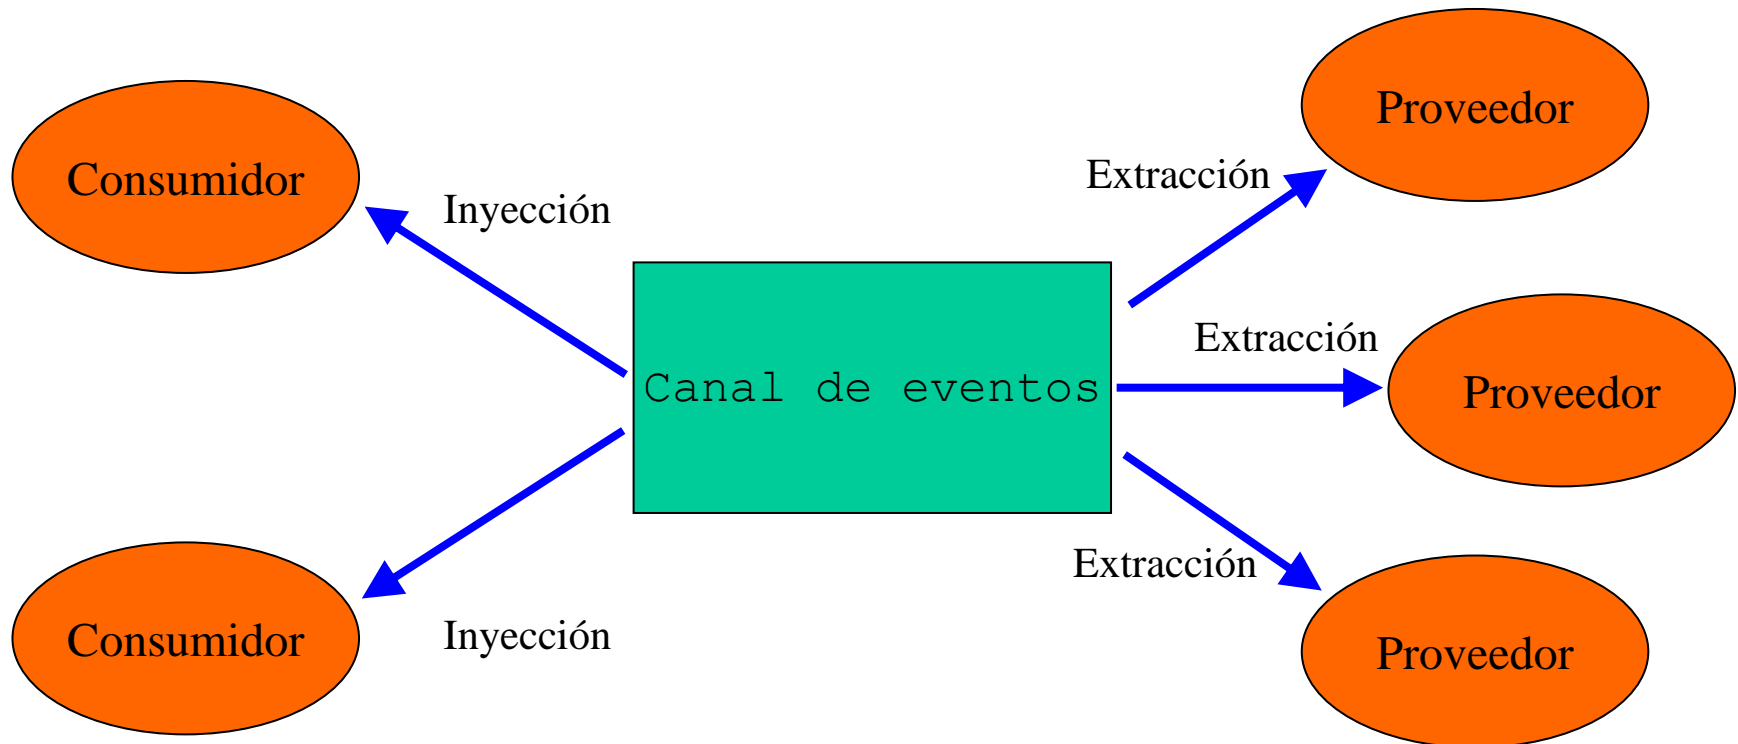 Proveedor
Consumidor
Extracción
Inyección
Extracción
Canal de eventos
Proveedor
Extracción
Consumidor
Inyección
Proveedor